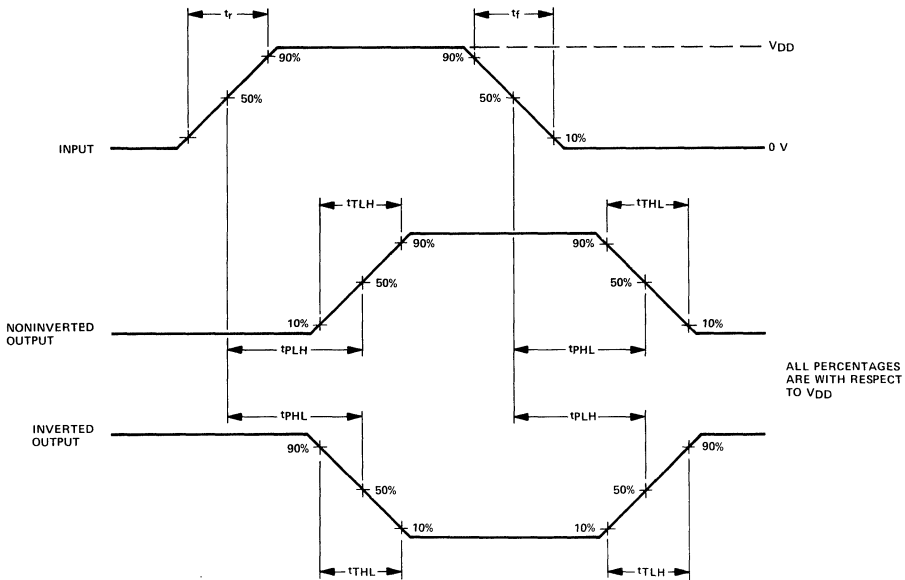 tr
tf
90%
90%
VDD
50%
50%
10%
INPUT
0 V
tTLH
tTHL
90%
90%
50%
50%
10%
10%
NONINVERTED
OUTPUT
tPLH
tPHL
ALL PERCENTAGES
ARE WITH RESPECT
TO VDD
tPHL
tPLH
INVERTED
OUTPUT
90%
90%
50%
50%
10%
10%
tTHL
tTLH